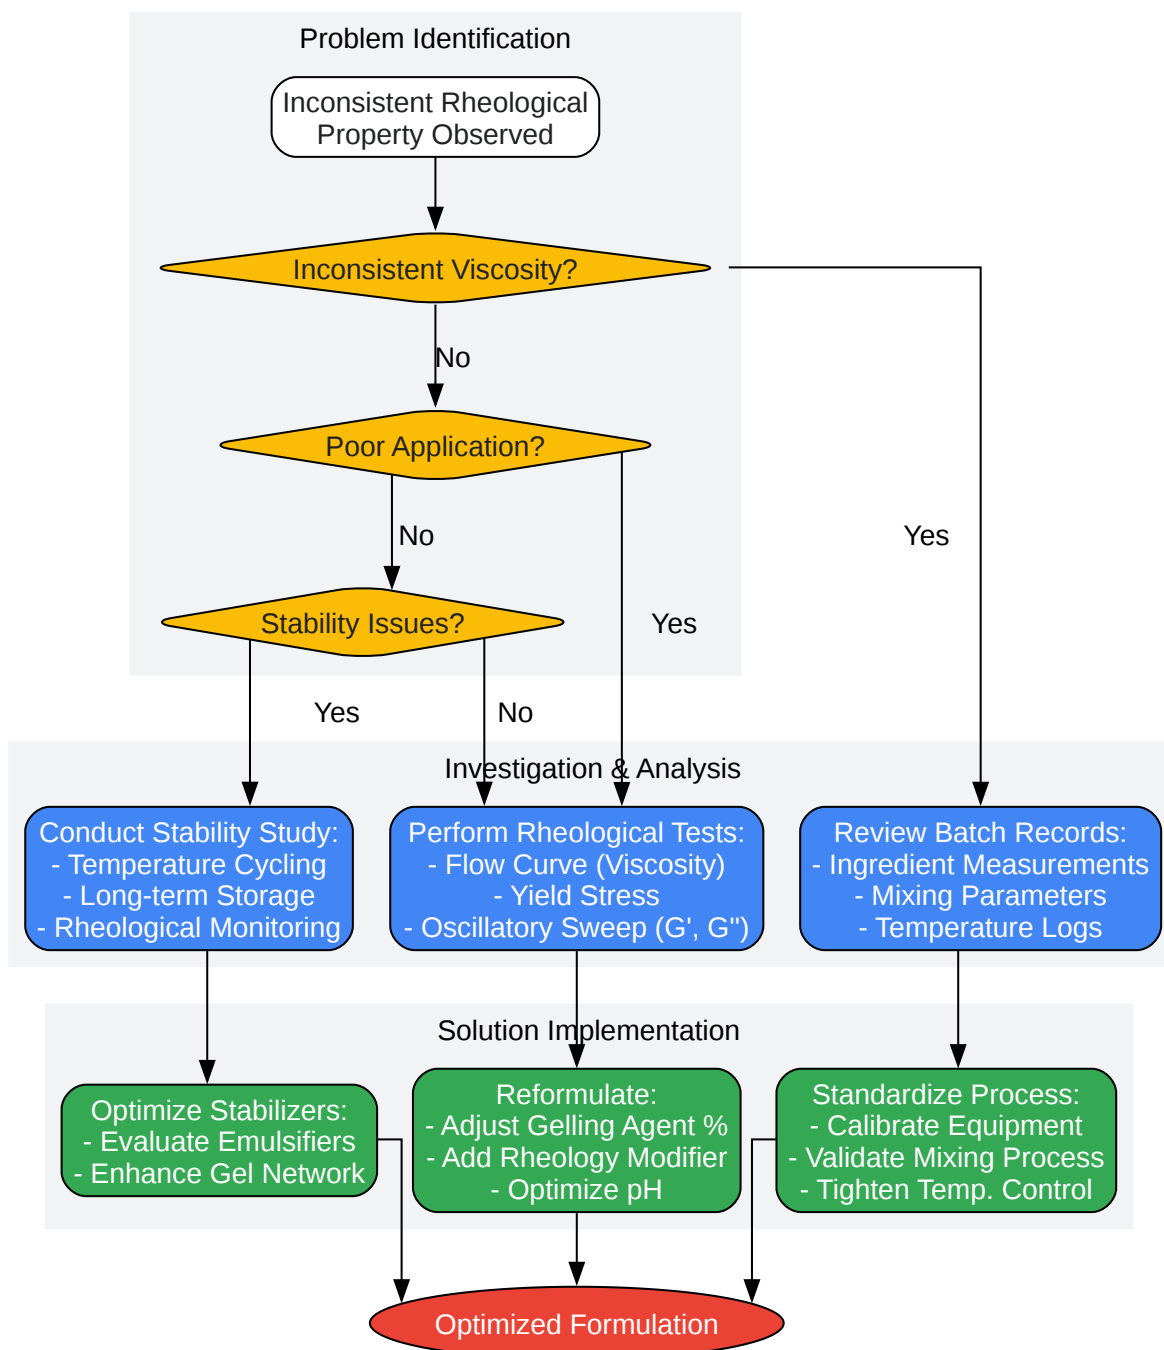 Problem Identification
Inconsistent Rheological
Property Observed
Inconsistent Viscosity?
No
Poor Application?
No
Yes
Stability Issues?
Yes
Yes
No
Investigation & Analysis
Conduct Stability Study:
- Temperature Cycling
- Long-term Storage
- Rheological Monitoring
Perform Rheological Tests:
- Flow Curve (Viscosity)
- Yield Stress
- Oscillatory Sweep (G', G'')
Review Batch Records:
- Ingredient Measurements
- Mixing Parameters
- Temperature Logs
Solution Implementation
Optimize Stabilizers:
- Evaluate Emulsifiers
- Enhance Gel Network
Reformulate:
- Adjust Gelling Agent %
- Add Rheology Modifier
- Optimize pH
Standardize Process:
- Calibrate Equipment
- Validate Mixing Process
- Tighten Temp. Control
Optimized Formulation